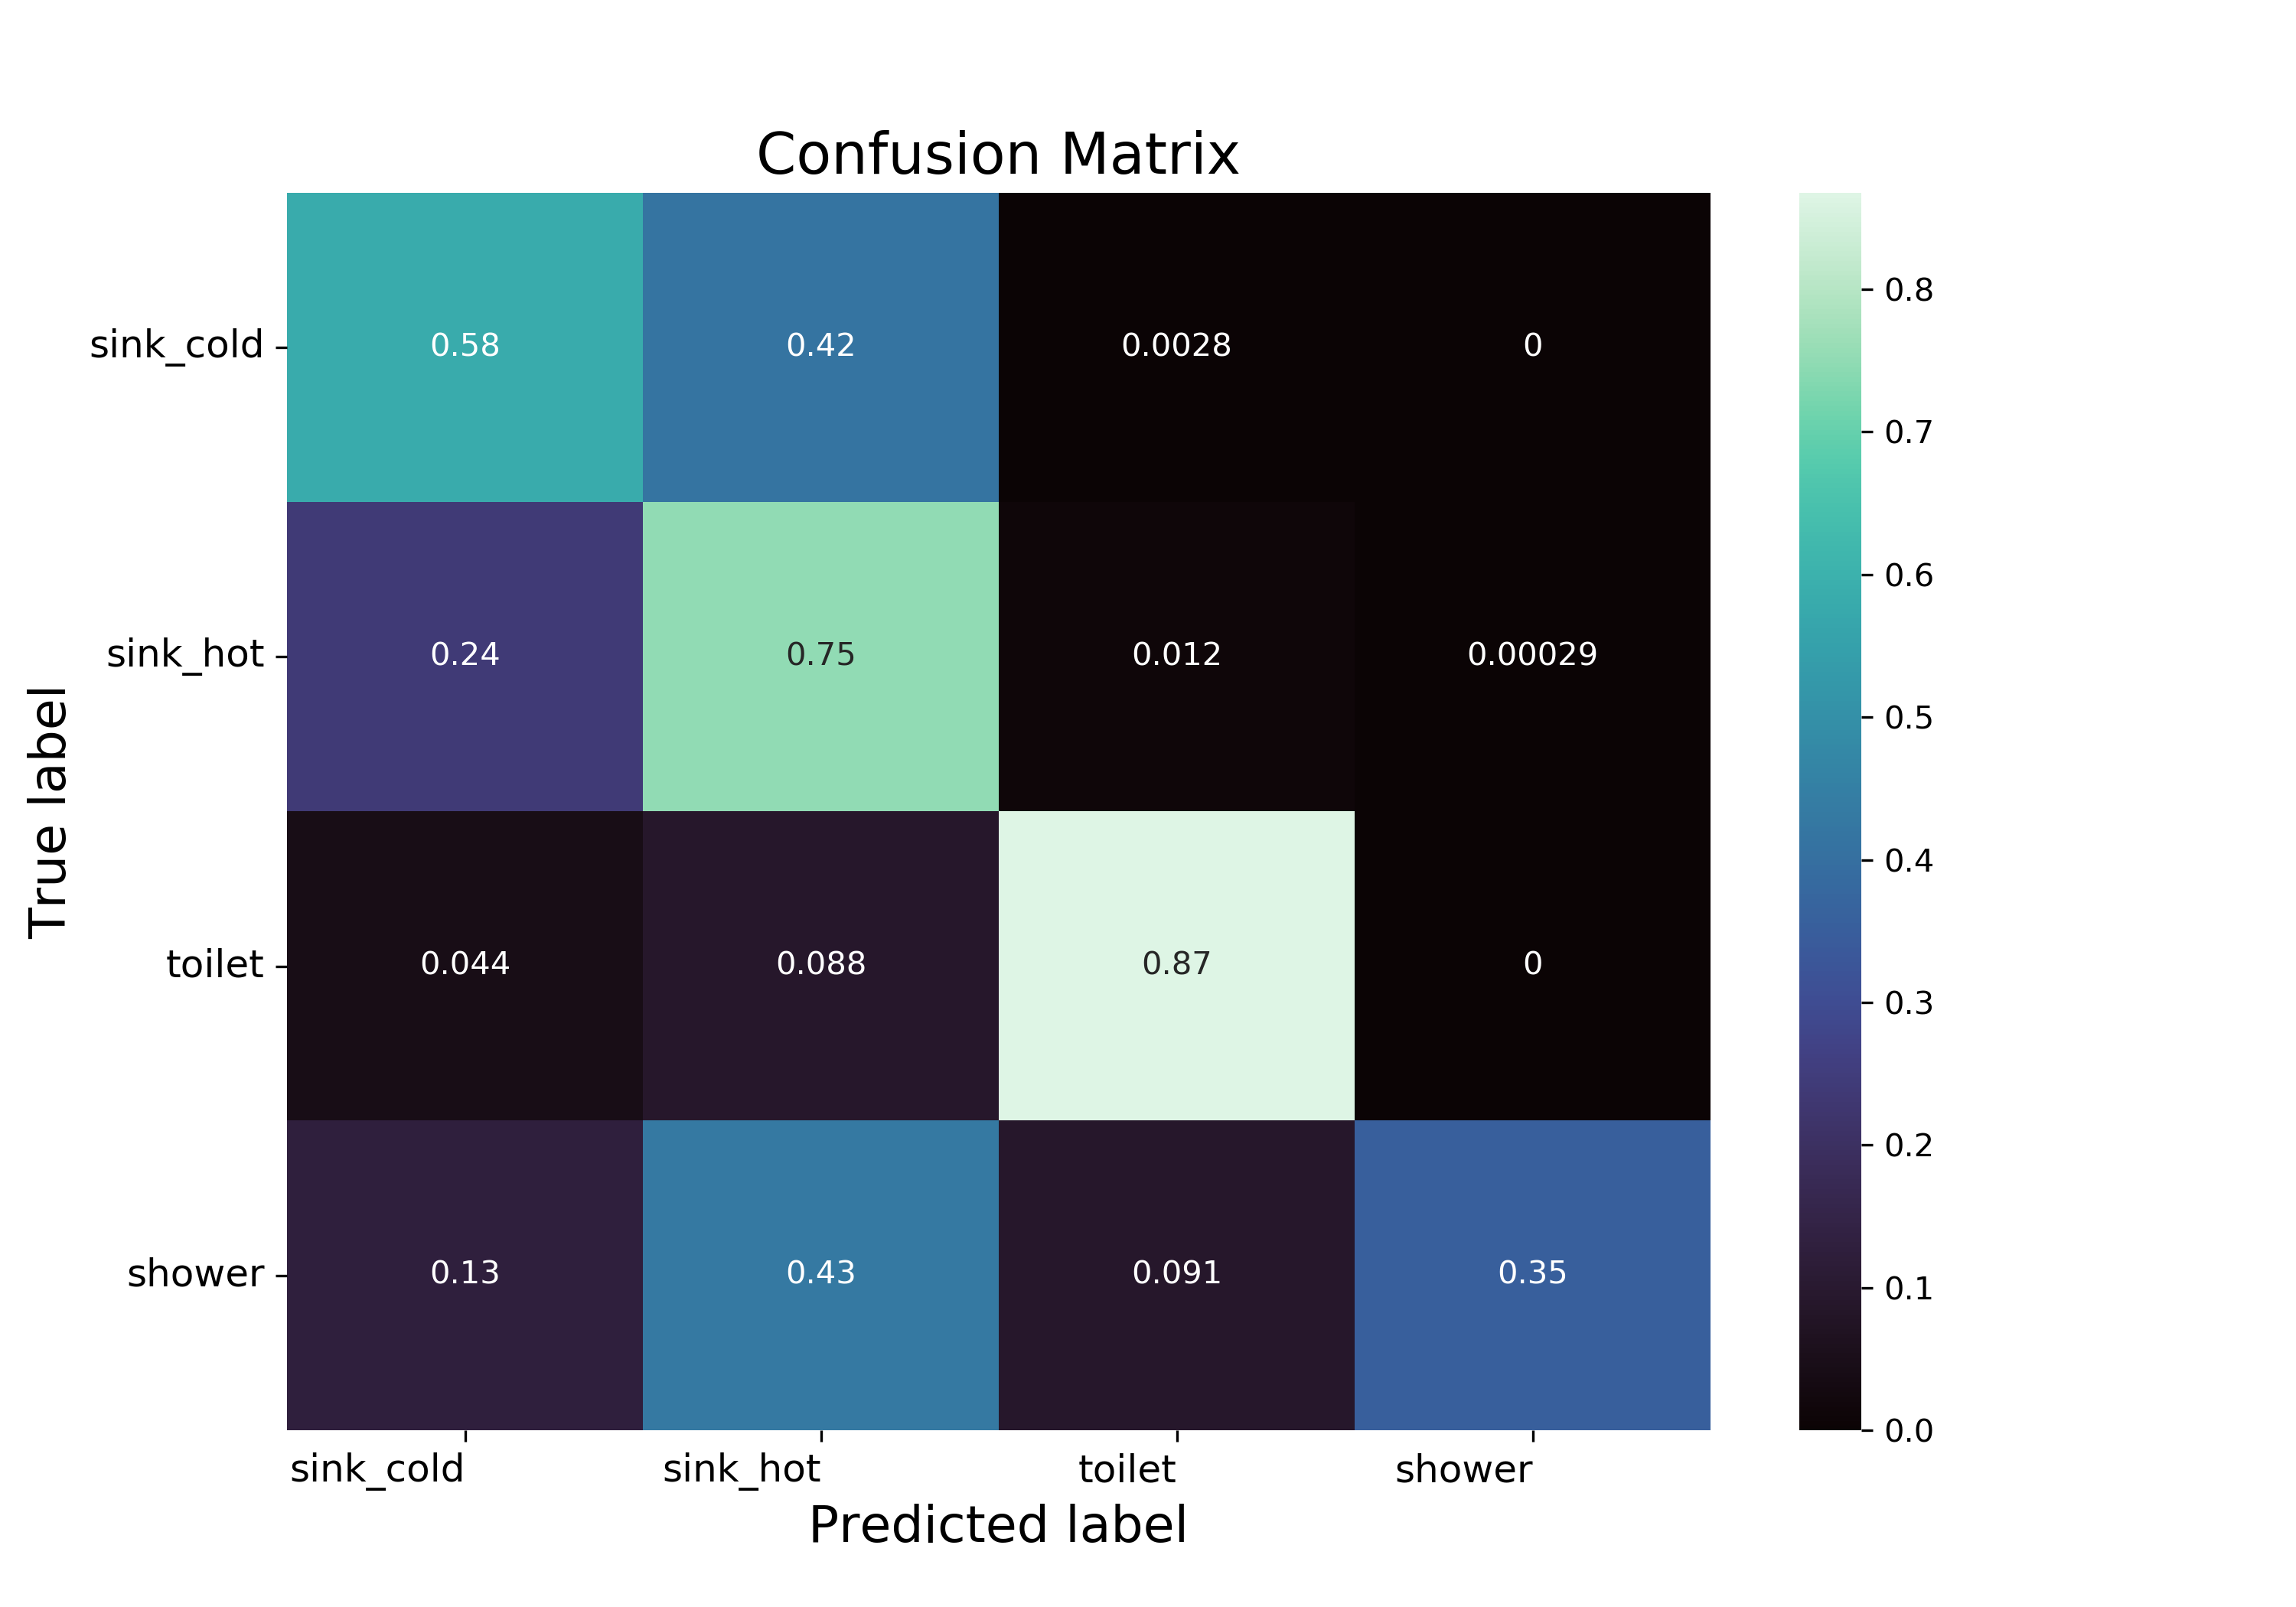 Confusion Matrix
sink_cold 0.58 0.42 0.0028 0
sink_hot 0.24 0.75 0.012 0.00029
toilet 0.044 0.088 0.87 0
shower 0.13 0.43 0.091 0.35
sink_cold sink_hot toilet shower
Predicted label
True label
0.8
0.7
0.6
0.5
0.4
0.3
0.2
0.1
0.0